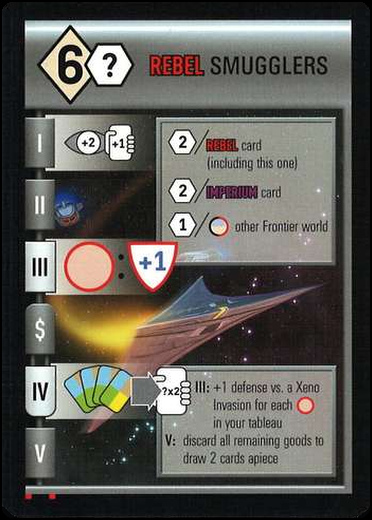 6 ? REBEL SMUGGLERS
I +2 +1
2 / REBEL card
(including this one)
2 / IMPERIUM card
1 / other Frontier world
II
III : +1
$
IV ?x2
III: +1 defense vs. a Xeno
Invasion for each
in your tableau
V: discard all remaining goods to
draw 2 cards apiece
V